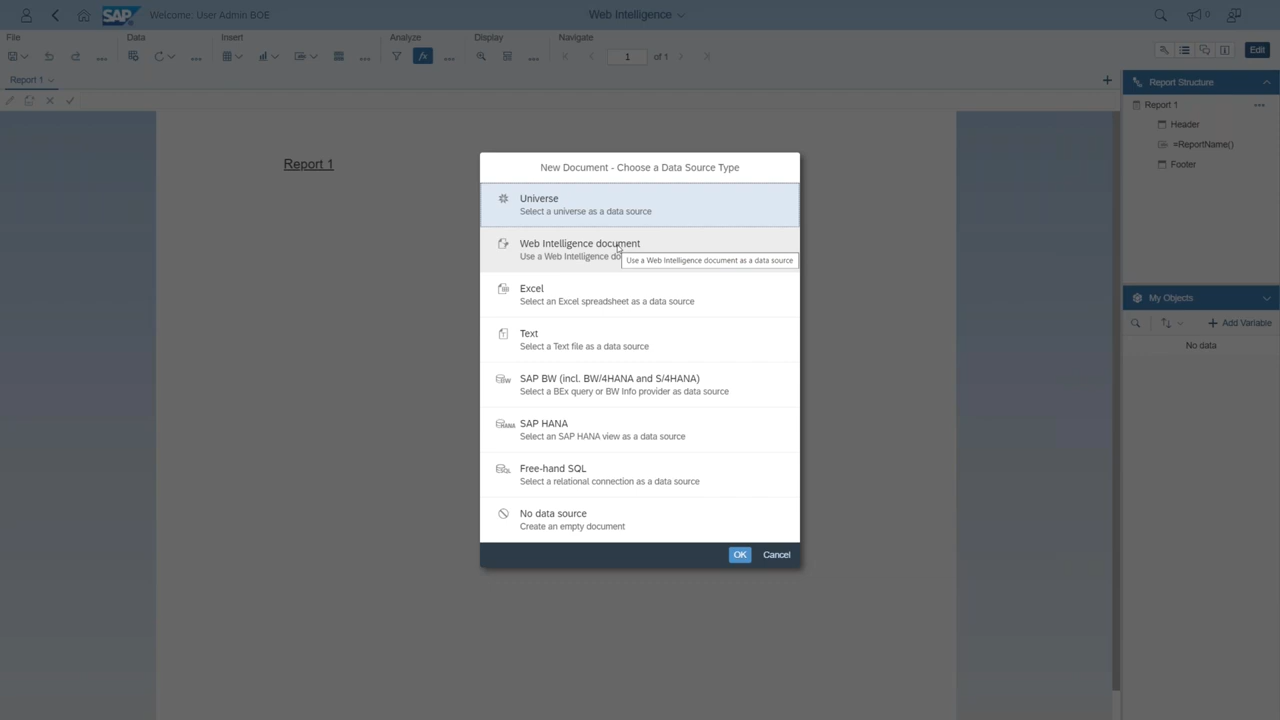 SAP Welcome: User Admin BOE Web Intelligence 0
File Data Insert Analyze Display Navigate
fx 1 of 1 Edit
Report 1
Report Structure
Report 1
Header
=ReportName()
Footer
Report 1
New Document - Choose a Data Source Type
Universe
Select a universe as a data source
Web Intelligence document
Use a Web Intelligence do
Use a Web Intelligence document as a data source
Excel
Select an Excel spreadsheet as a data source
Text
Select a Text file as a data source
BW
SAP BW (incl. BW/4HANA and S/4HANA)
Select a BEx query or BW Info provider as data source
HANA
SAP HANA
Select an SAP HANA view as a data source
SQL
Free-hand SQL
Select a relational connection as a data source
No data source
Create an empty document
OK Cancel
My Objects
+ Add Variable
No data